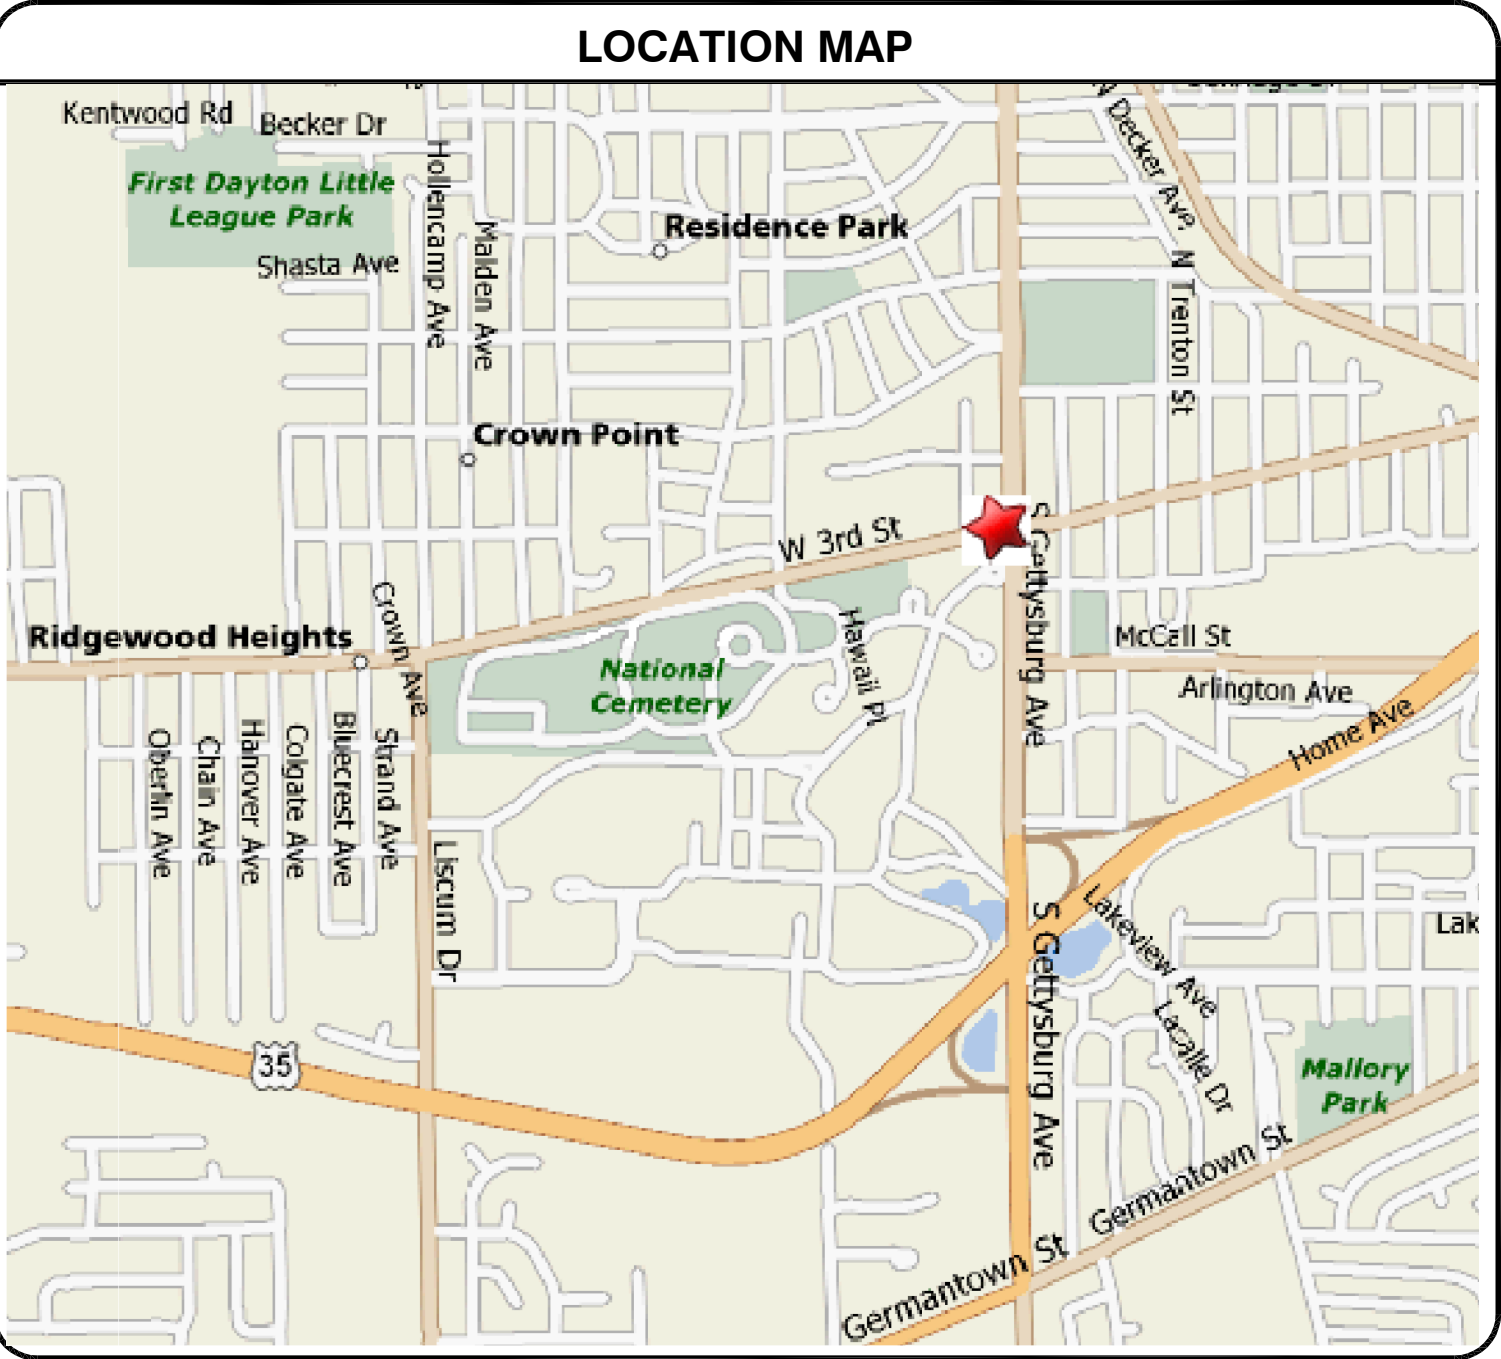 LOCATION MAP
Kentwood Rd
Becker Dr
N Decker Ave
First Dayton Little
League Park
Hollencamp Ave
Malden Ave
Residence Park
Shasta Ave
N Trenton St
Crown Point
W 3rd St
S Gettysburg Ave
Crown Ave
Ridgewood Heights
Hawaii Pl
McCall St
National
Cemetery
Arlington Ave
Home Ave
Oberlin Ave
Chain Ave
Hanover Ave
Colgate Ave
Bluecrest Ave
Strand Ave
Liscum Dr
Lakeview Ave
Lak
S Gettysburg Ave
Lacalle Dr
35
Mallory
Park
Germantown St
Germantown St